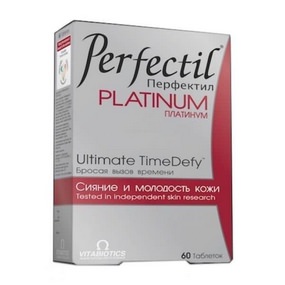 Perfectil®
Перфектил
PLATINUM
ПЛАТИНУМ
Ultimate TimeDefy™
Бросая вызов времени
Сияние и молодость кожи
Tested in independent skin research
VITABIOTICS
60 Таблеток